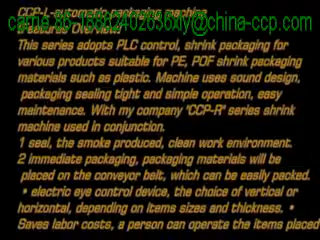 CCP-L-automatic packaging machine
Features Overview:
This series adopts PLC control, shrink packaging for
various products suitable for PE, POF shrink packaging
materials such as plastic. Machine uses sound design,
packaging sealing tight and simple operation, easy
maintenance. With my company "CCP-R" series shrink
machine used in conjunction.
1 seal, the smoke produced, clean work environment.
2 immediate packaging, packaging materials will be
placed on the conveyor belt, which can be easily packed.
• electric eye control device, the choice of vertical or
horizontal, depending on items sizes and thickness. •
Saves labor costs, a person can operate the items placed